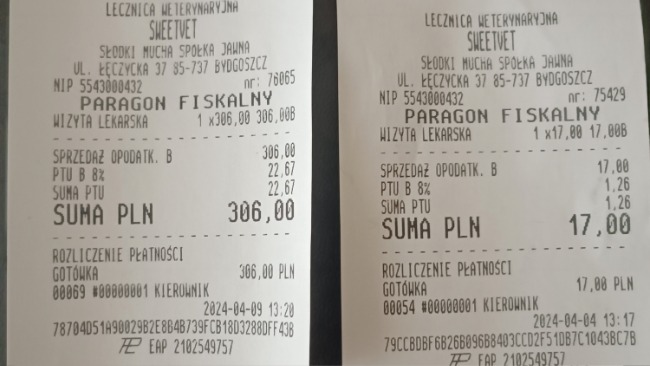 LECZNICA WETERYNARYJNA
SWEETVET
SŁODKI MUCHA SPÓŁKA JAWNA
UL. ŁĘCZYCKA 37 85-737 BYDGOSZCZ
NIP 5543000432 nr: 76065
PARAGON FISKALNY
WIZYTA LEKARSKA 1 x306,00 306,00B
SPRZEDAŻ OPODATK. B 306,00
PTU B 8% 22,67
SUMA PTU 22,67
SUMA PLN 306,00
ROZLICZENIE PŁATNOŚCI
GOTÓWKA 306,00 PLN
00069 #00000001 KIEROWNIK
2024-04-09 13:20
78704D51A90029B2E8B4B739FCB18D3288DFF43B
EAP 2102549757
LECZNICA WETERYNARYJNA
SWEETVET
SŁODKI MUCHA SPÓŁKA JAWNA
UL. ŁĘCZYCKA 37 85-737 BYDGOSZCZ
NIP 5543000432 nr: 75429
PARAGON FISKALNY
WIZYTA LEKARSKA 1 x17,00 17,00B
SPRZEDAŻ OPODATK. B 17,00
PTU B 8% 1,26
SUMA PTU 1,26
SUMA PLN 17,00
ROZLICZENIE PŁATNOŚCI
GOTÓWKA 17,00 PLN
00054 #00000001 KIEROWNIK
2024-04-04 13:17
79CCBDBF6B26B096B8403CCD2F51DB7C1043BC7B
EAP 2102549757